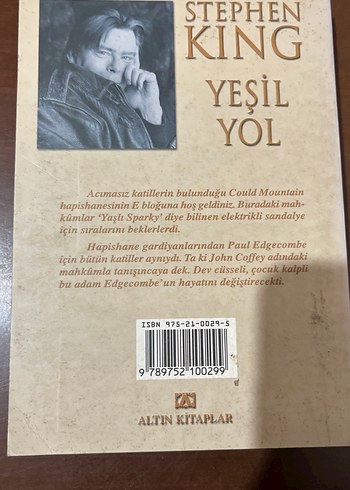 STEPHEN
KING
YEŞİL
YOL
Acımasız katillerin bulunduğu Could Mountain
hapishanesinin E bloğuna hoş geldiniz. Buradaki mah-
kûmlar 'Yaşlı Sparky' diye bilinen elektrikli sandalye
için sıralarını beklerlerdi.
Hapishane gardiyanlarından Paul Edgecombe
için bütün katiller aynıydı. Ta ki John Coffey adındaki
mahkûmla tanışıncaya dek. Dev cüsseli, çocuk kalpli
bu adam Edgecombe'un hayatını değiştirecekti.
ISBN 975-21-0029-5
9 789752 100299
ALTIN KİTAPLAR